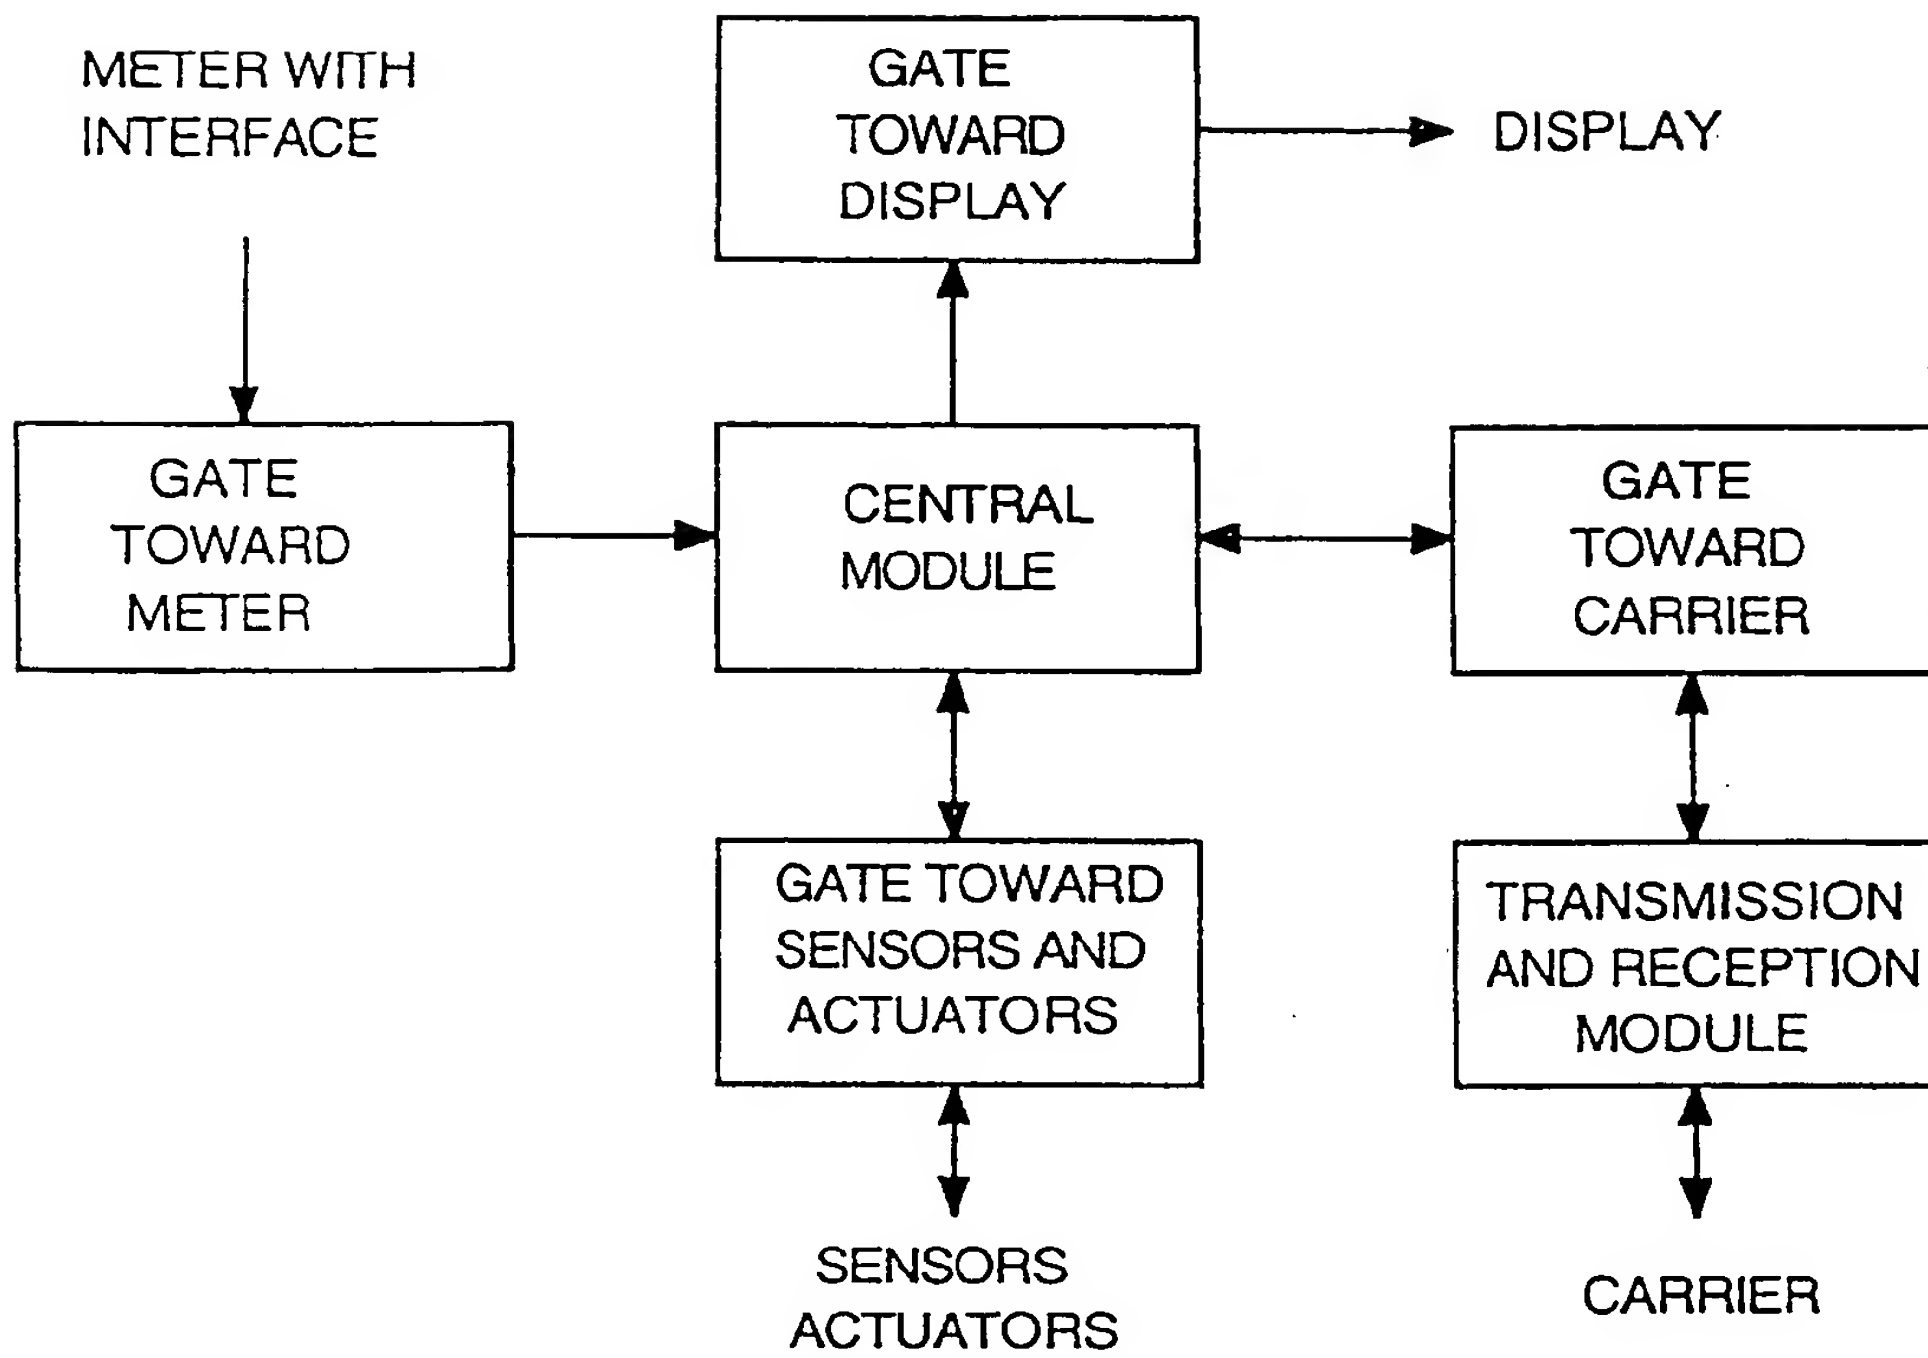 METER WITH
INTERFACE
GATE
TOWARD
DISPLAY
DISPLAY
GATE
TOWARD
METER
CENTRAL
MODULE
GATE
TOWARD
CARRIER
GATE TOWARD
SENSORS AND
ACTUATORS
TRANSMISSION
AND RECEPTION
MODULE
SENSORS
ACTUATORS
CARRIER